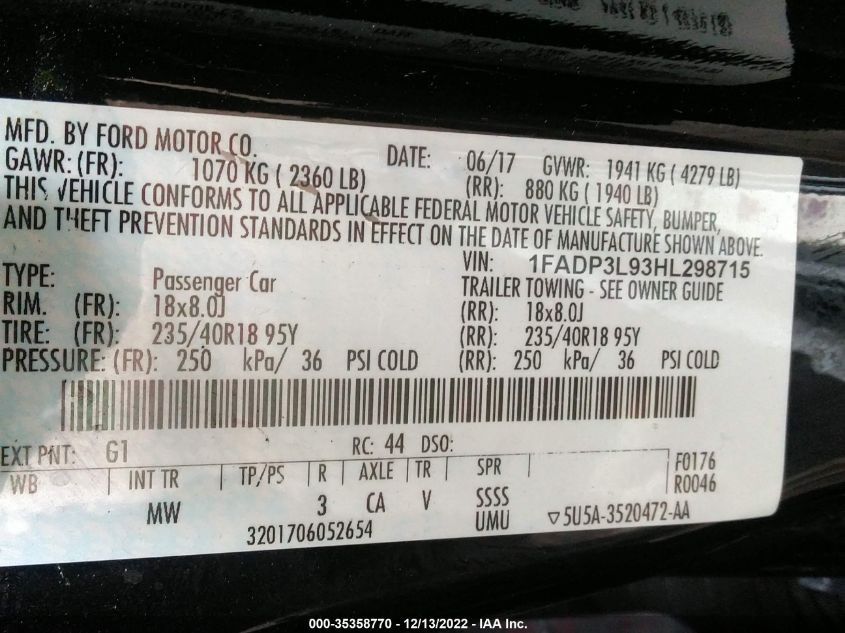 MFD. BY FORD MOTOR CO. DATE: 06/17 GVWR: 1941 KG ( 4279 LB)
GAWR: (FR): 1070 KG ( 2360 LB) (RR): 880 KG ( 1940 LB)
THIS VEHICLE CONFORMS TO ALL APPLICABLE FEDERAL MOTOR VEHICLE SAFETY, BUMPER,
AND THEFT PREVENTION STANDARDS IN EFFECT ON THE DATE OF MANUFACTURE SHOWN ABOVE.
VIN: 1FADP3L93HL298715
TYPE: Passenger Car TRAILER TOWING - SEE OWNER GUIDE
RIM. (FR): 18x8.0J (RR): 18x8.0J
TIRE: (FR): 235/40R18 95Y (RR): 235/40R18 95Y
PRESSURE: (FR): 250 kPa/ 36 PSI COLD (RR): 250 kPa/ 36 PSI COLD
EXT PNT: G1 RC: 44 DSO:
WB INT TR TP/PS R AXLE TR SPR F0176
MW 3 CA V SSSS R0046
3201706052654 UMU ▽5U5A-3520472-AA
000-35358770 - 12/13/2022 - IAA Inc.